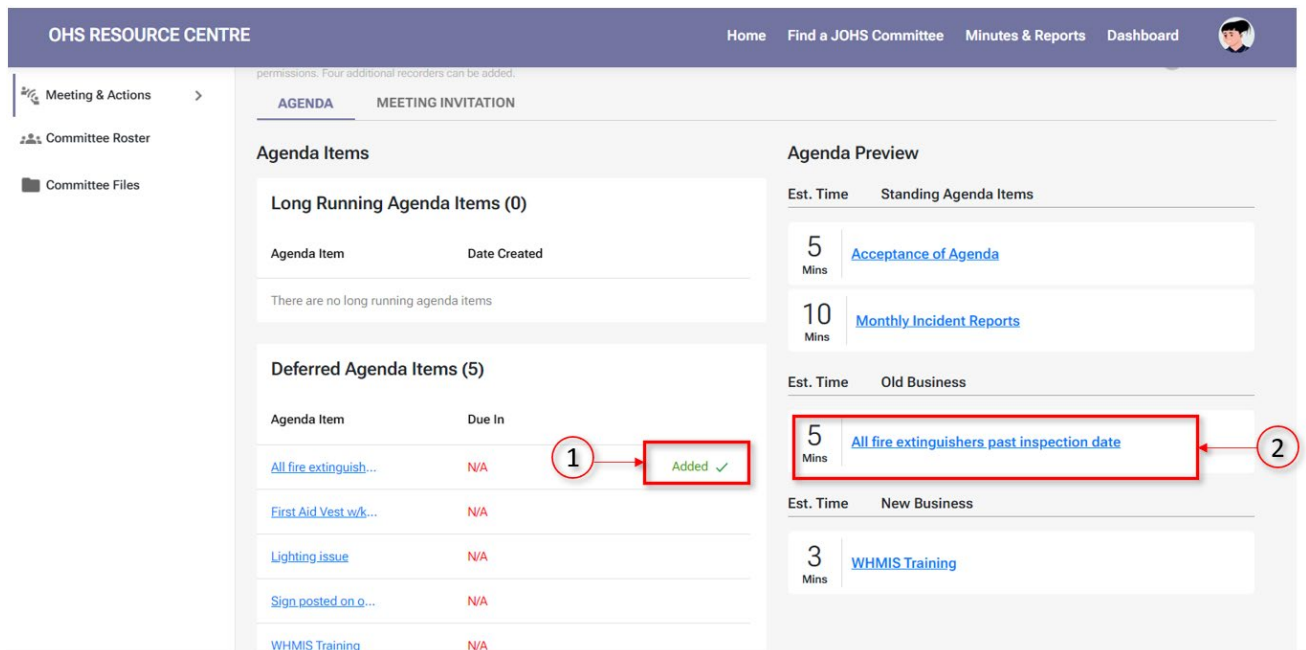 OHS RESOURCE CENTRE
Home Find a JOHS Committee Minutes & Reports Dashboard
permissions. Four additional recorders can be added.
Meeting & Actions
Committee Roster
Committee Files
AGENDA MEETING INVITATION
Agenda Items
Long Running Agenda Items (0)
Agenda Item Date Created
There are no long running agenda items
Deferred Agenda Items (5)
Agenda Item Due In
All fire extinguish... N/A Added ✓
1
First Aid Vest w/k... N/A
Lighting issue N/A
Sign posted on o... N/A
WHMIS Training N/A
Agenda Preview
Est. Time Standing Agenda Items
5 Mins Acceptance of Agenda
10 Mins Monthly Incident Reports
Est. Time Old Business
5 Mins All fire extinguishers past inspection date
2
Est. Time New Business
3 Mins WHMIS Training